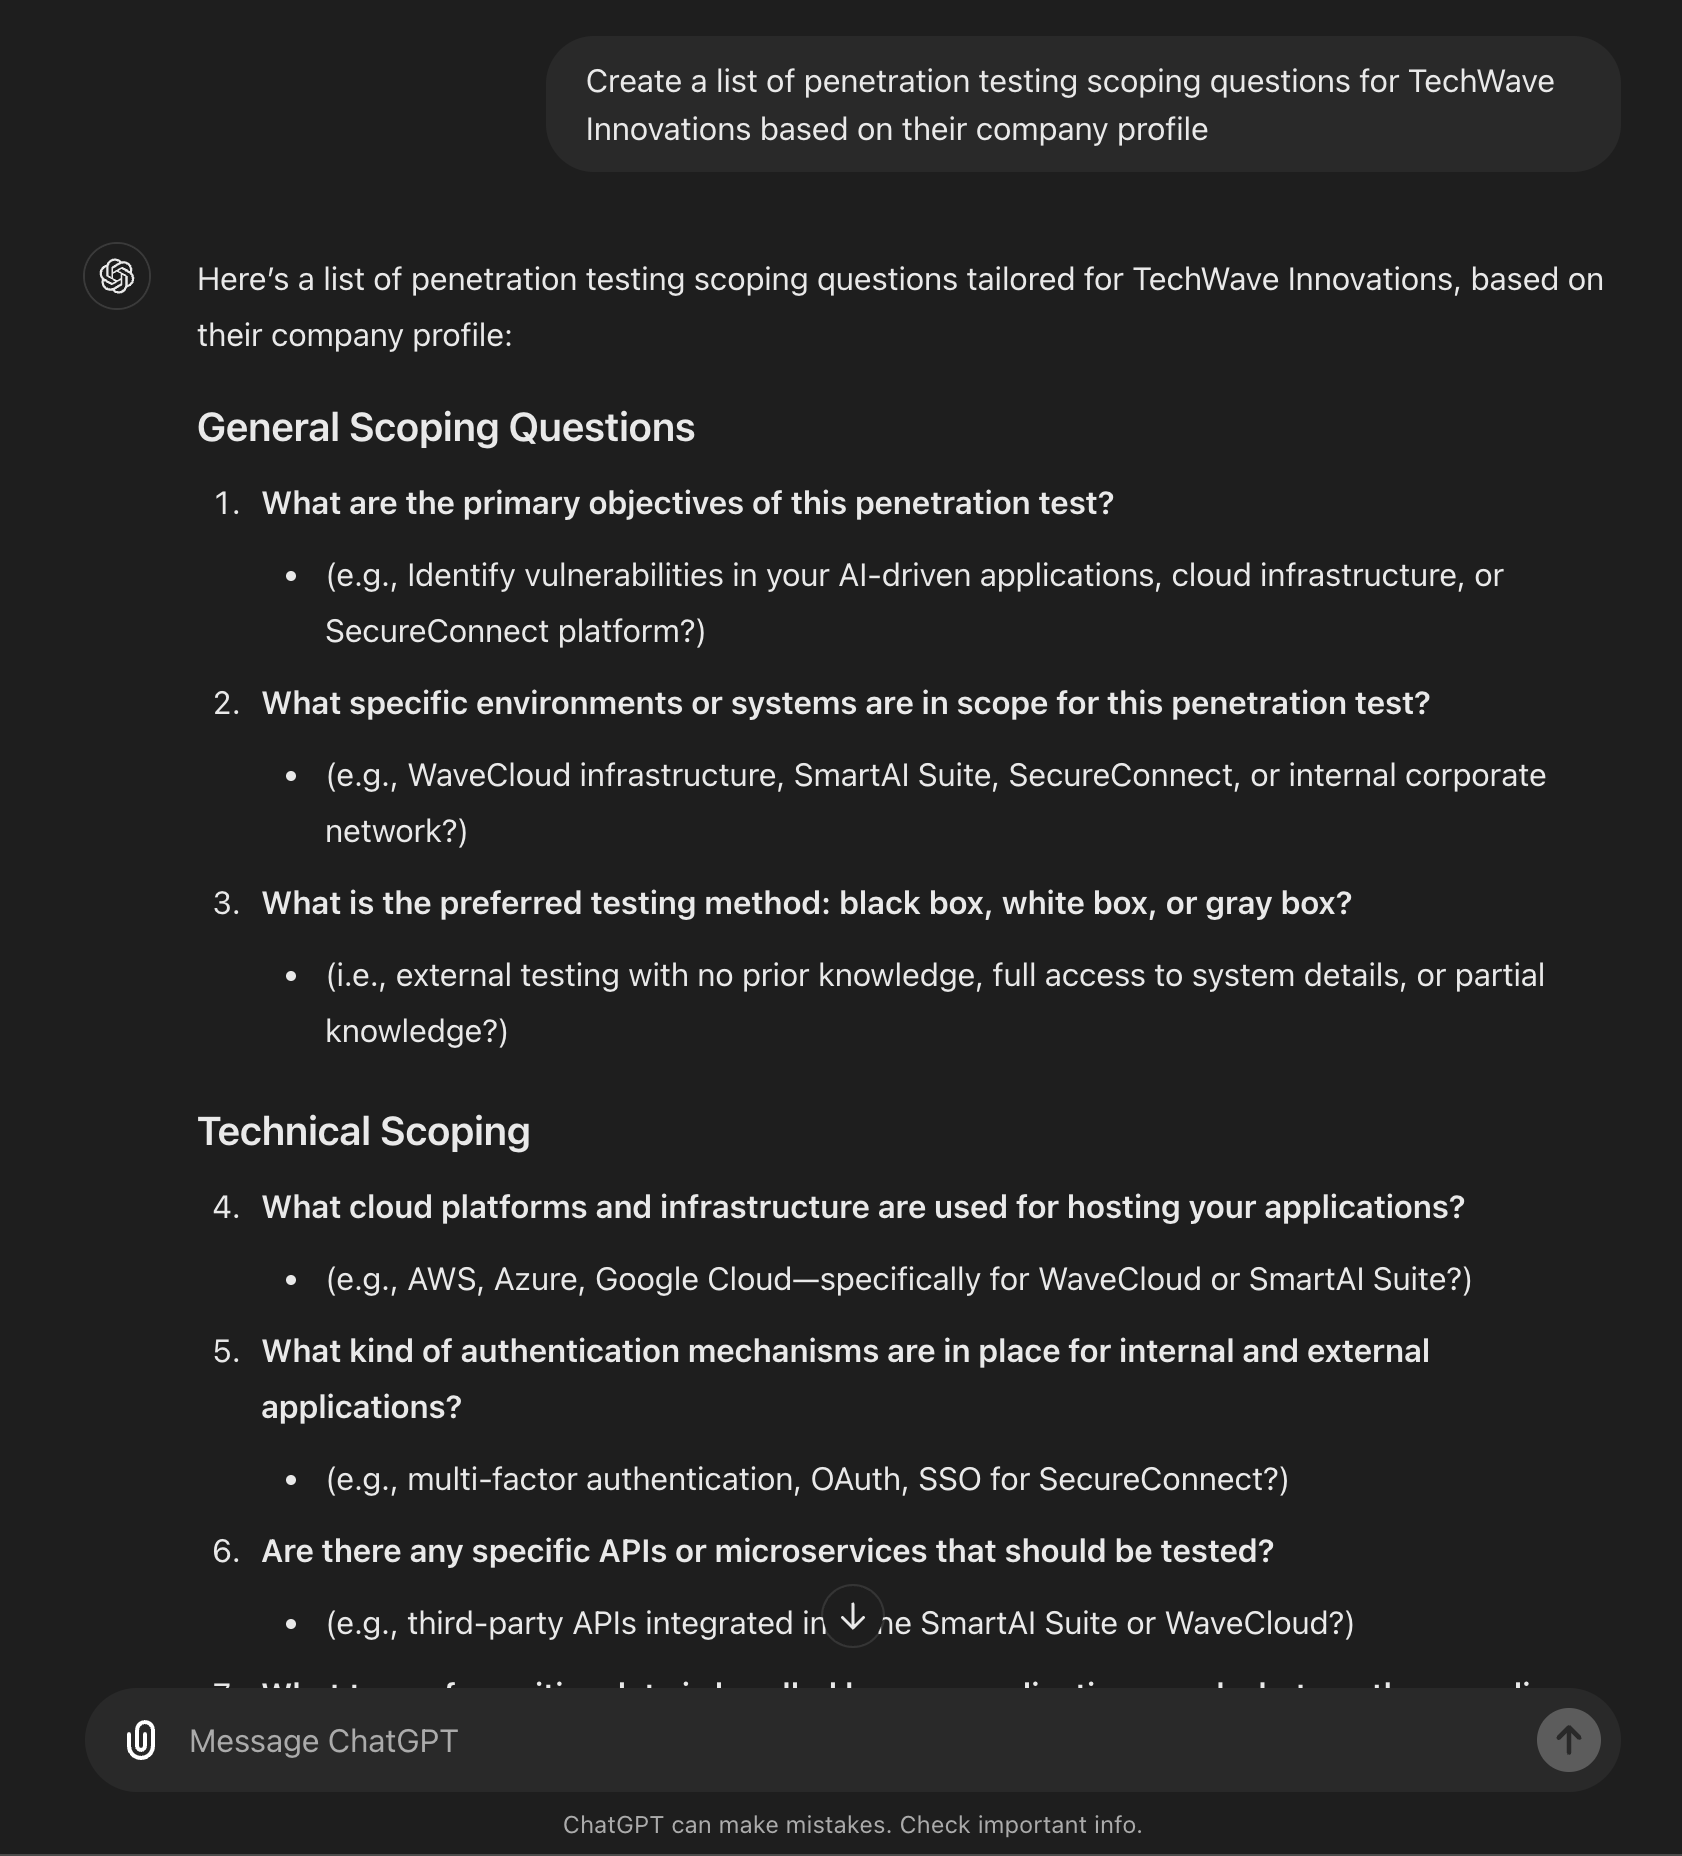 Create a list of penetration testing scoping questions for TechWave
Innovations based on their company profile
Here’s a list of penetration testing scoping questions tailored for TechWave Innovations, based on
their company profile:
General Scoping Questions
1. What are the primary objectives of this penetration test?
• (e.g., Identify vulnerabilities in your AI-driven applications, cloud infrastructure, or
SecureConnect platform?)
2. What specific environments or systems are in scope for this penetration test?
• (e.g., WaveCloud infrastructure, SmartAI Suite, SecureConnect, or internal corporate
network?)
3. What is the preferred testing method: black box, white box, or gray box?
• (i.e., external testing with no prior knowledge, full access to system details, or partial
knowledge?)
Technical Scoping
4. What cloud platforms and infrastructure are used for hosting your applications?
• (e.g., AWS, Azure, Google Cloud—specifically for WaveCloud or SmartAI Suite?)
5. What kind of authentication mechanisms are in place for internal and external
applications?
• (e.g., multi-factor authentication, OAuth, SSO for SecureConnect?)
6. Are there any specific APIs or microservices that should be tested?
• (e.g., third-party APIs integrated SmartAI Suite or WaveCloud?)
Message ChatGPT
ChatGPT can make mistakes. Check important info.